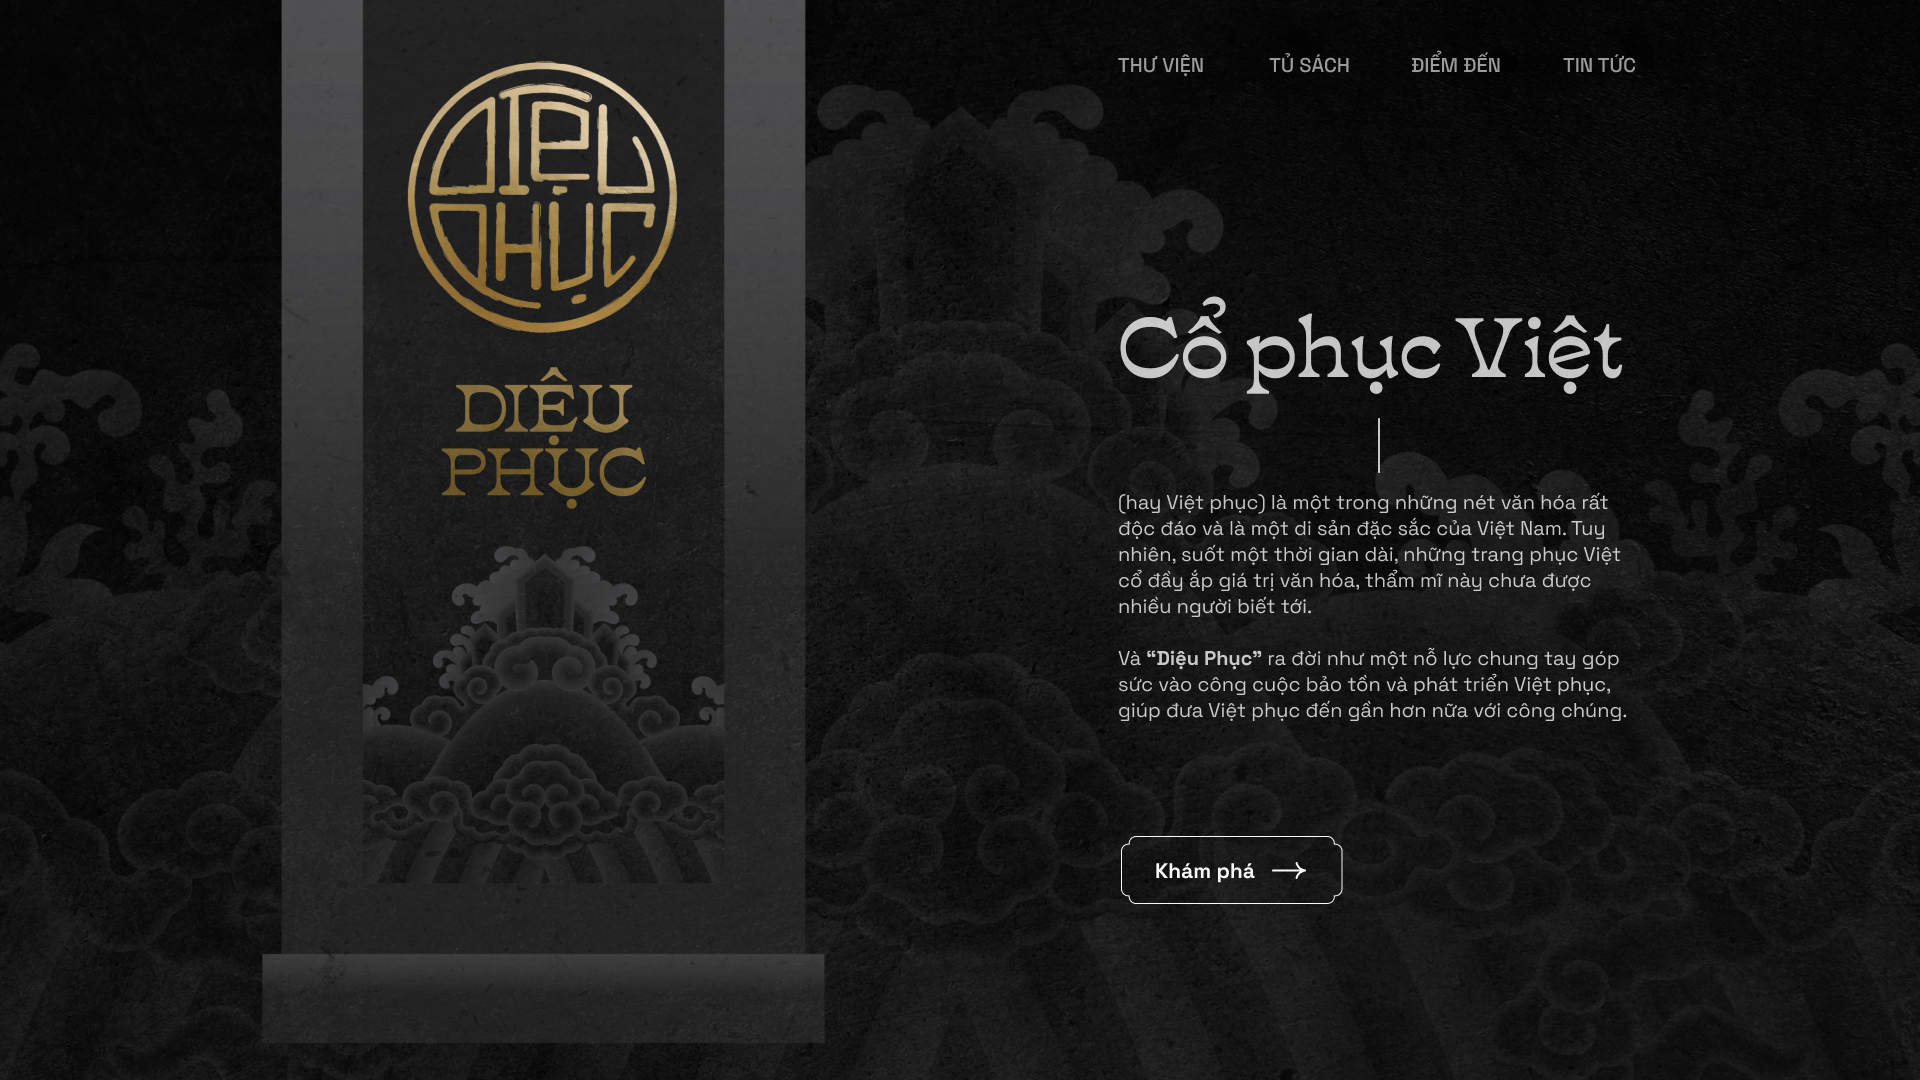 THƯ VIỆN
TỦ SÁCH
ĐIỂM ĐẾN
TIN TỨC
DIỆU
PHỤC
DIỆU
PHỤC
Cổ phục Việt
(hay Việt phục) là một trong những nét văn hóa rất
độc đáo và là một di sản đặc sắc của Việt Nam. Tuy
nhiên, suốt một thời gian dài, những trang phục Việt
cổ đầy ắp giá trị văn hóa, thẩm mĩ này chưa được
nhiều người biết tới.
Và “Diệu Phục” ra đời như một nỗ lực chung tay góp
sức vào công cuộc bảo tồn và phát triển Việt phục,
giúp đưa Việt phục đến gần hơn nữa với công chúng.
Khám phá